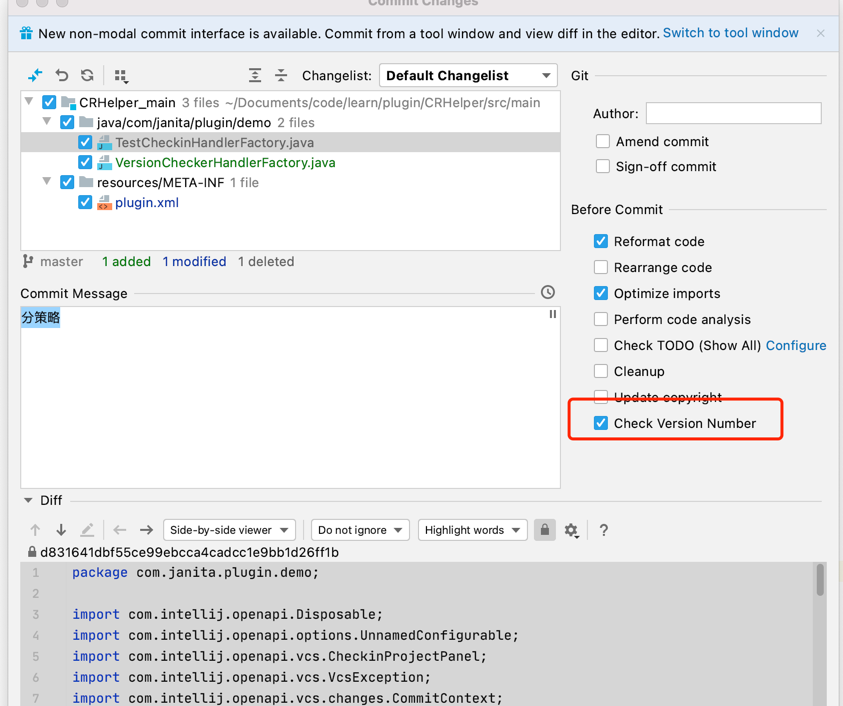 Commit Changes
New non-modal commit interface is available. Commit from a tool window and view diff in the editor. Switch to tool window
Changelist: Default Changelist
CRHelper_main 3 files ~/Documents/code/learn/plugin/CRHelper/src/main
java/com/janita/plugin/demo 2 files
TestCheckinHandlerFactory.java
VersionCheckerHandlerFactory.java
resources/META-INF 1 file
plugin.xml
master 1 added 1 modified 1 deleted
Commit Message
分策略
Git
Author:
Amend commit
Sign-off commit
Before Commit
Reformat code
Rearrange code
Optimize imports
Perform code analysis
Check TODO (Show All) Configure
Cleanup
Update copyright
Check Version Number
Diff
Side-by-side viewer Do not ignore Highlight words ?
d831641dbf55ce99ebcca4cadcc1e9bb1d26ff1b
1 package com.janita.plugin.demo;
2
3 import com.intellij.openapi.Disposable;
4 import com.intellij.openapi.options.UnnamedConfigurable;
5 import com.intellij.openapi.vcs.CheckinProjectPanel;
6 import com.intellij.openapi.vcs.VcsException;
7 import com.intellij.openapi.vcs.changes.CommitContext;